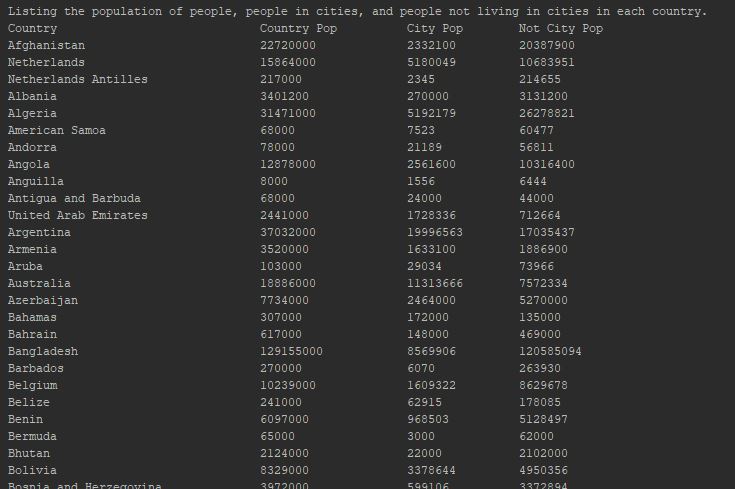 Listing the population of people, people in cities, and people not living in cities in each country.
Country Country Pop City Pop Not City Pop
Afghanistan 22720000 2332100 20387900
Netherlands 15864000 5180049 10683951
Netherlands Antilles 217000 2345 214655
Albania 3401200 270000 3131200
Algeria 31471000 5192179 26278821
American Samoa 68000 7523 60477
Andorra 78000 21189 56811
Angola 12878000 2561600 10316400
Anguilla 8000 1556 6444
Antigua and Barbuda 68000 24000 44000
United Arab Emirates 2441000 1728336 712664
Argentina 37032000 19996563 17035437
Armenia 3520000 1633100 1886900
Aruba 103000 29034 73966
Australia 18886000 11313666 7572334
Azerbaijan 7734000 2464000 5270000
Bahamas 307000 172000 135000
Bahrain 617000 148000 469000
Bangladesh 129155000 8569906 120585094
Barbados 270000 6070 263930
Belgium 10239000 1609322 8629678
Belize 241000 62915 178085
Benin 6097000 968503 5128497
Bermuda 65000 3000 62000
Bhutan 2124000 22000 2102000
Bolivia 8329000 3378644 4950356
Bosnia and Herzegovina 3972000 599106 3372894